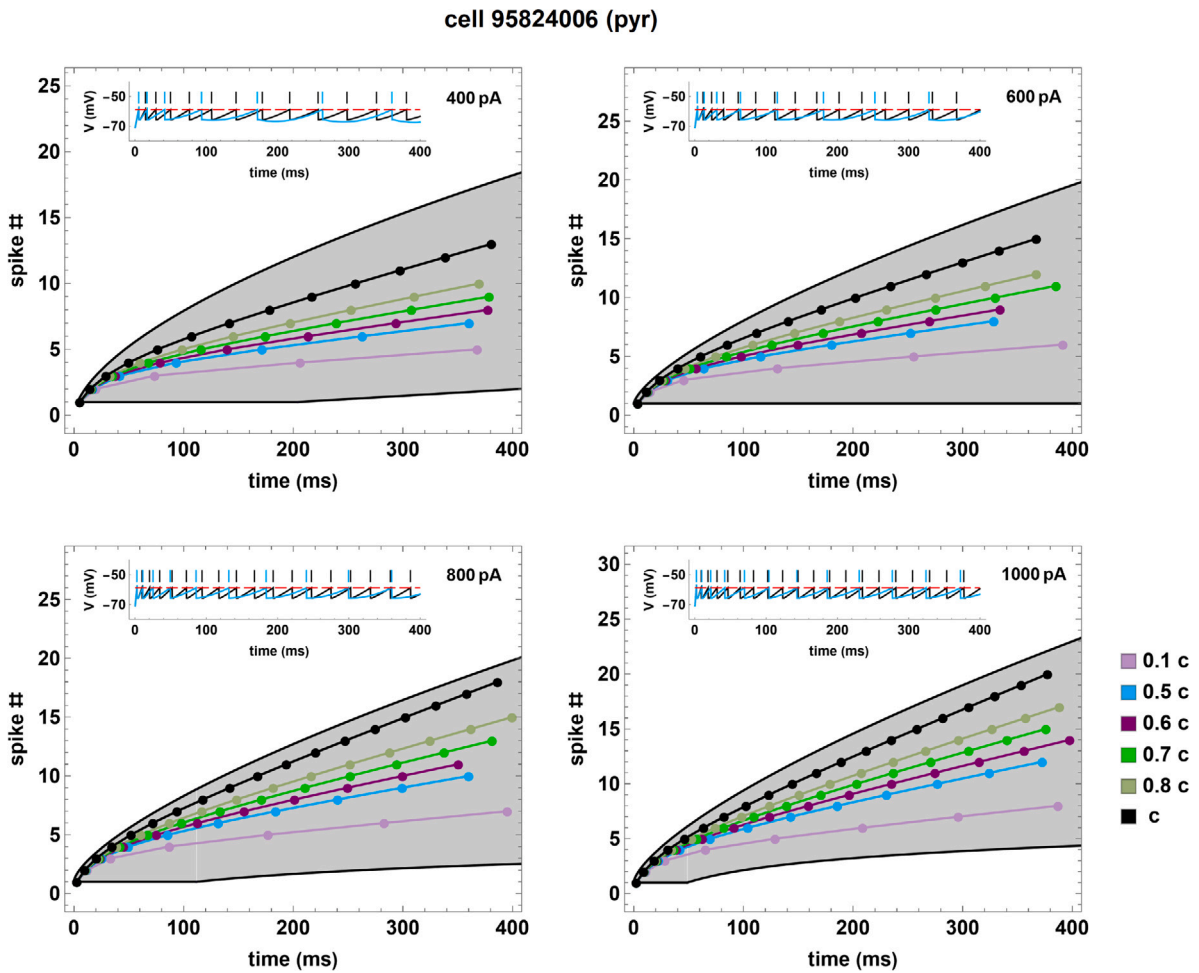 cell 95824006 (pyr)
25
20
15
10
5
0
spike #
V (mV)
−50
−70
0 100 200 300 400
time (ms)
400 pA
0 100 200 300 400
time (ms)
25
20
15
10
5
0
spike #
V (mV)
−50
−70
0 100 200 300 400
time (ms)
600 pA
0 100 200 300 400
time (ms)
25
20
15
10
5
0
spike #
V (mV)
−50
−70
0 100 200 300 400
time (ms)
800 pA
0 100 200 300 400
time (ms)
30
25
20
15
10
5
0
spike #
V (mV)
−50
−70
0 100 200 300 400
time (ms)
1000 pA
0 100 200 300 400
time (ms)
0.1 c
0.5 c
0.6 c
0.7 c
0.8 c
c